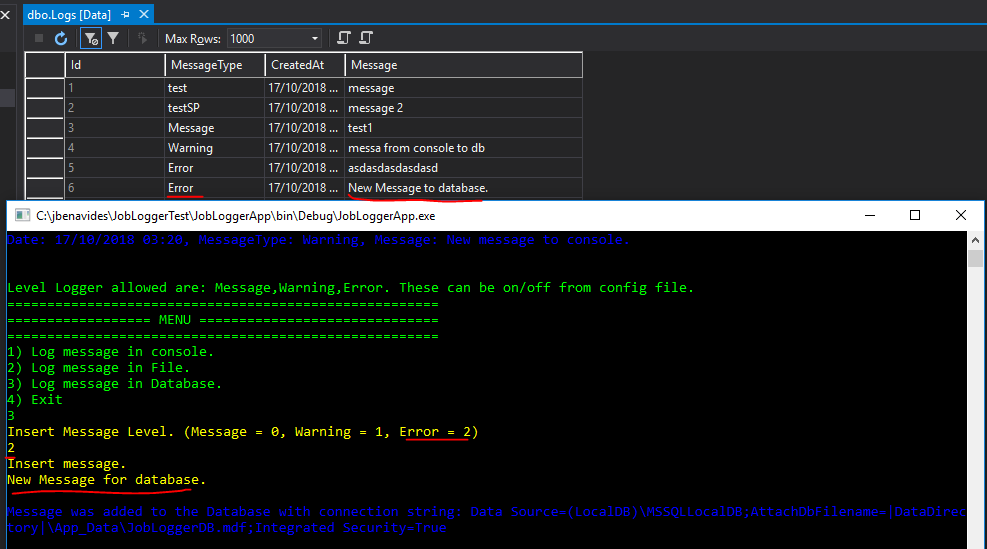 dbo.Logs [Data]
Max Rows: 1000
Id MessageType CreatedAt Message
1 test 17/10/2018 ... message
2 testSP 17/10/2018 ... message 2
3 Message 17/10/2018 ... test1
4 Warning 17/10/2018 ... messa from console to db
5 Error 17/10/2018 ... asdasdasdasdasd
6 Error 17/10/2018 ... New Message to database.
C:\jbenavides\JobLoggerTest\JobLoggerApp\bin\Debug\JobLoggerApp.exe
Date: 17/10/2018 03:20, MessageType: Warning, Message: New message to console.
Level Logger allowed are: Message,Warning,Error. These can be on/off from config file.
======================================================
================== MENU ==============================
======================================================
1) Log message in console.
2) Log message in File.
3) Log message in Database.
4) Exit
3
Insert Message Level. (Message = 0, Warning = 1, Error = 2)
2
Insert message.
New Message for database.
Message was added to the Database with connection string: Data Source=(LocalDB)\MSSQLLocalDB;AttachDbFilename=|DataDirec
tory|\App_Data\JobLoggerDB.mdf;Integrated Security=True